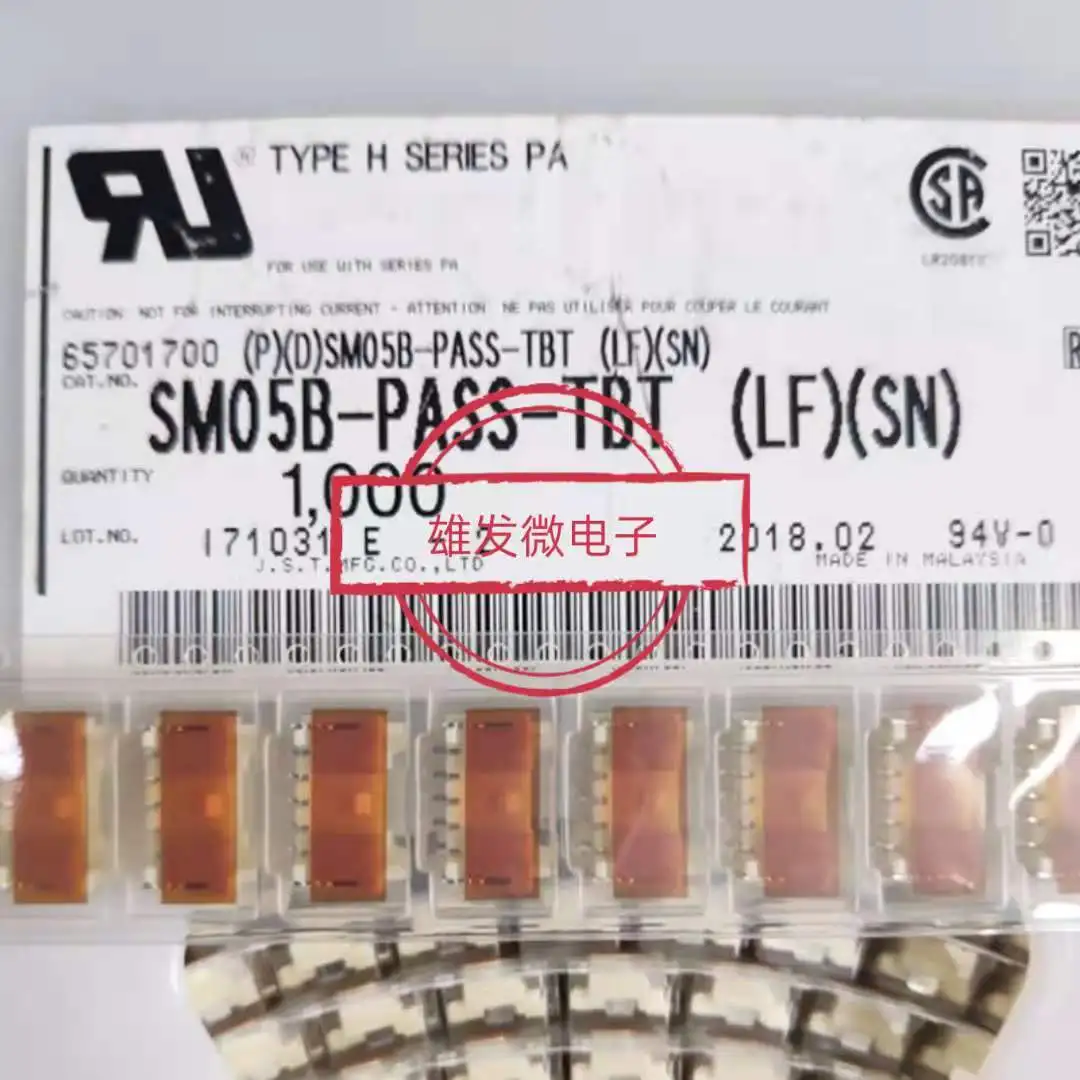 ® TYPE H SERIES PA
FOR USE WITH SERIES PA
CAUTION: NOT FOR INTERRUPTING CURRENT - ATTENTION: NE PAS UTILISER POUR COUPER LE COURANT
65701700 (P)(D)SM05B-PASS-TBT (LF)(SN)
CAT.NO.
SM05B-PASS-TBT (LF)(SN)
QUANTITY
1,000
雄发微电子
LOT.NO.
171031 E 2 2018.02 94V-0
J.S.T.MFG.CO.,LTD MADE IN MALAYSIA